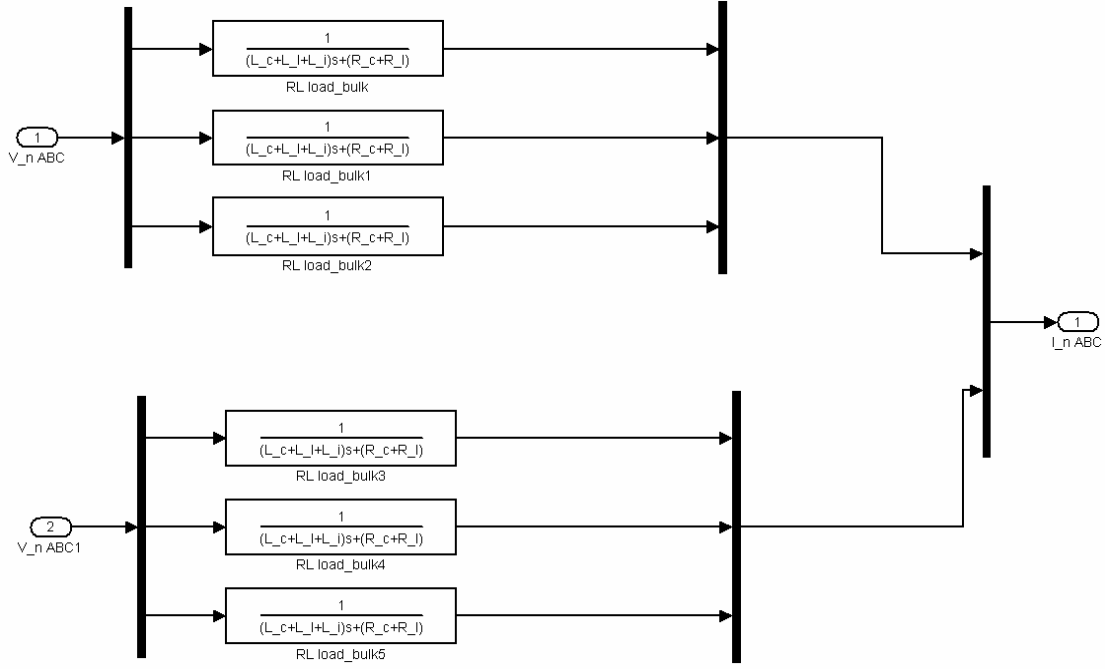 1
(L_c+L_l+L_i)s+(R_c+R_l)
RL load_bulk
1
V_n ABC
1
(L_c+L_l+L_i)s+(R_c+R_l)
RL load_bulk1
1
(L_c+L_l+L_i)s+(R_c+R_l)
RL load_bulk2
1
I_n ABC
1
(L_c+L_l+L_i)s+(R_c+R_l)
RL load_bulk3
2
V_n ABC1
1
(L_c+L_l+L_i)s+(R_c+R_l)
RL load_bulk4
1
(L_c+L_l+L_i)s+(R_c+R_l)
RL load_bulk5